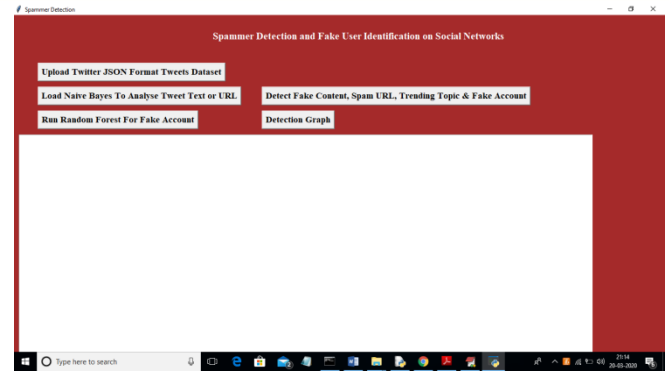 Spammer Detection
Spammer Detection and Fake User Identification on Social Networks
Upload Twitter JSON Format Tweets Dataset
Load Naive Bayes To Analyse Tweet Text or URL
Detect Fake Content, Spam URL, Trending Topic & Fake Account
Run Random Forest For Fake Account
Detection Graph
Type here to search
21:14
20-03-2020